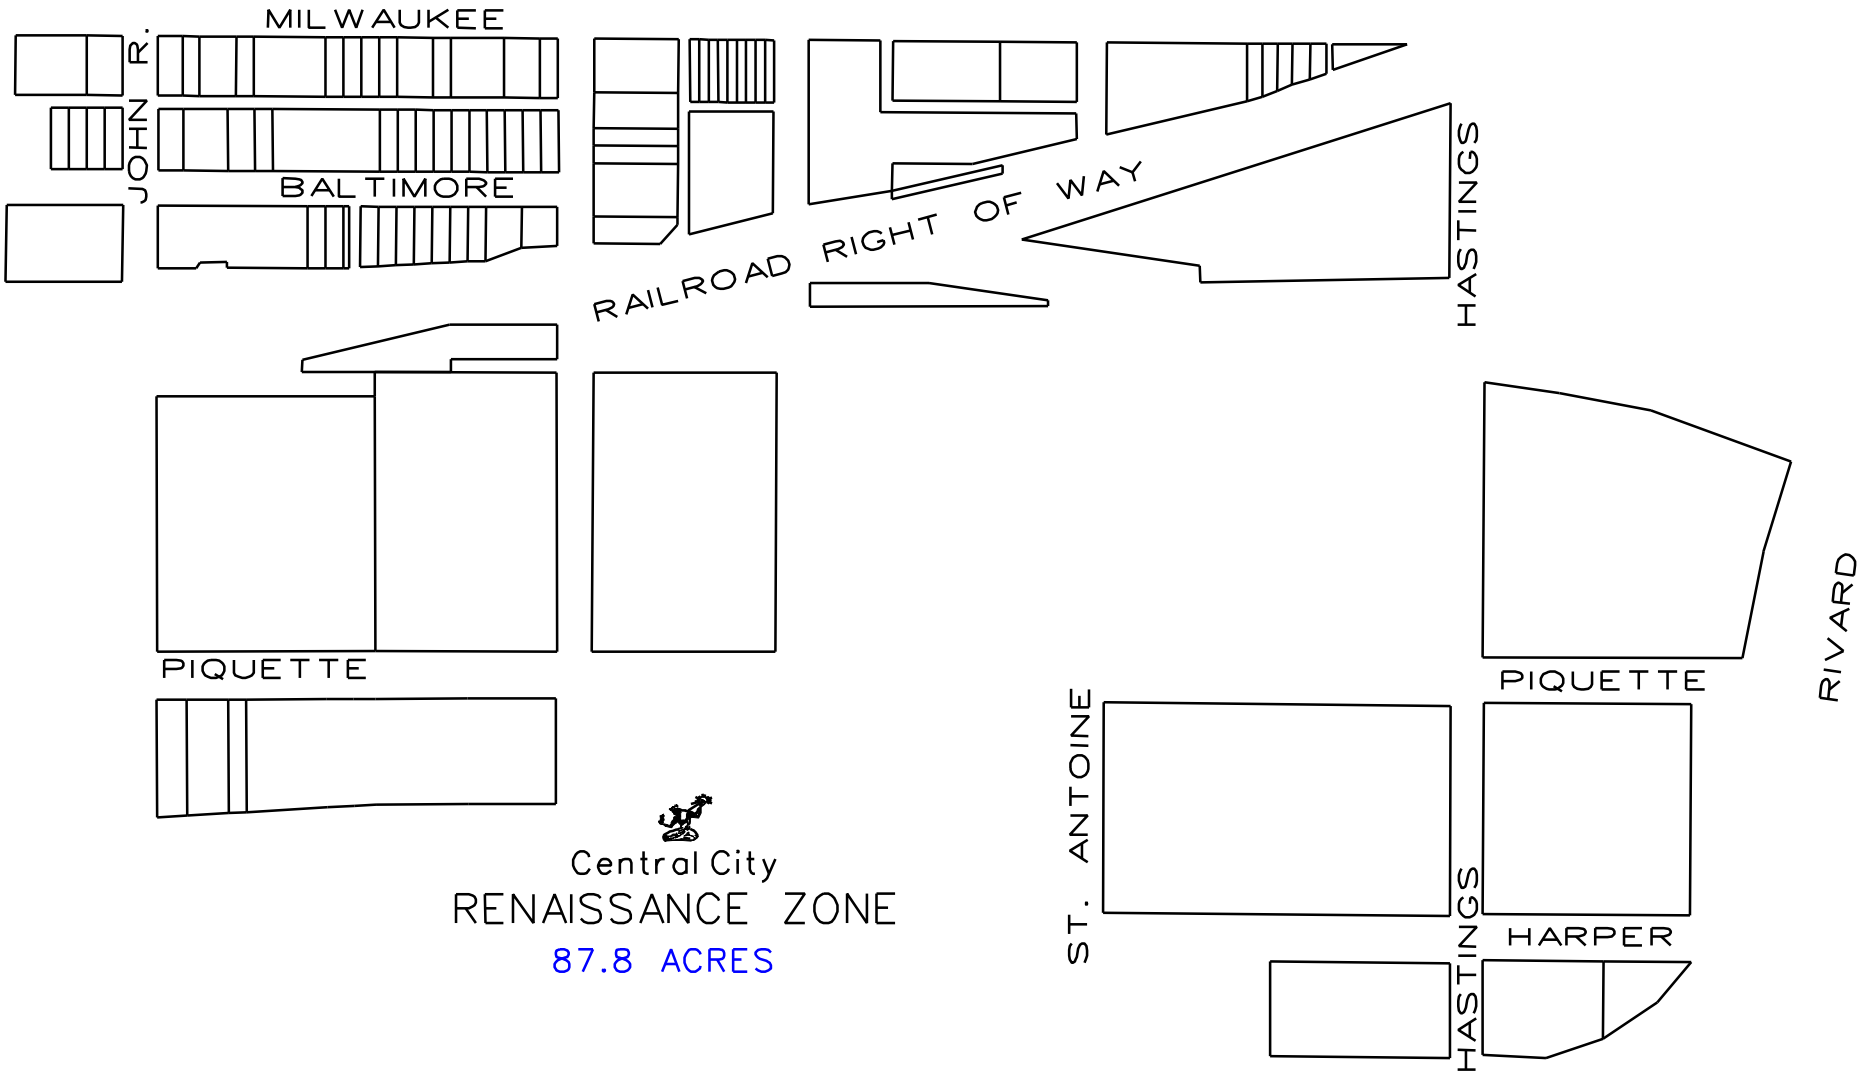 MILWAUKEE
JOHN R.
BALTIMORE
RAILROAD RIGHT OF WAY
HASTINGS
PIQUETTE
RIVARD
PIQUETTE
ST. ANTOINE
Central City
RENAISSANCE ZONE
87.8 ACRES
HASTINGS
HARPER